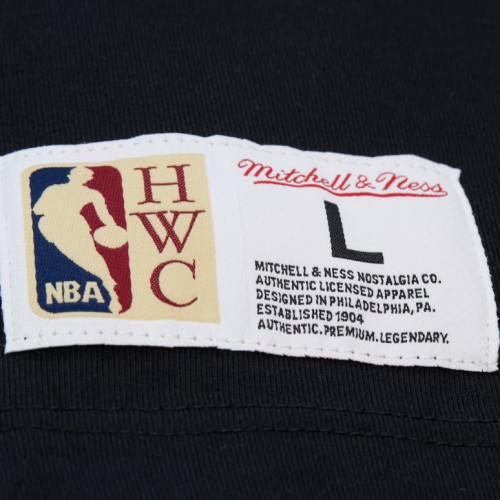 H
W
C
NBA
Mitchell & Ness
L
MITCHELL & NESS NOSTALGIA CO.
AUTHENTIC LICENSED APPAREL
DESIGNED IN PHILADELPHIA, PA.
ESTABLISHED 1904
AUTHENTIC.PREMIUM.LEGENDARY.